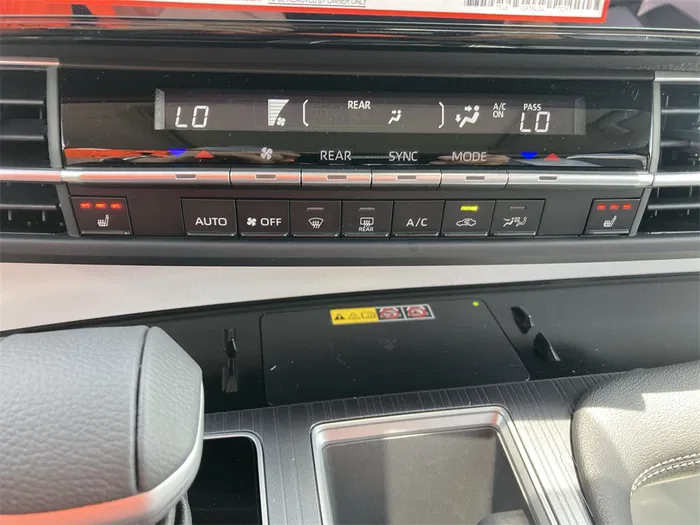 LO
REAR
A/C
ON
PASS
LO
REAR
SYNC
MODE
AUTO
OFF
REAR
A/C